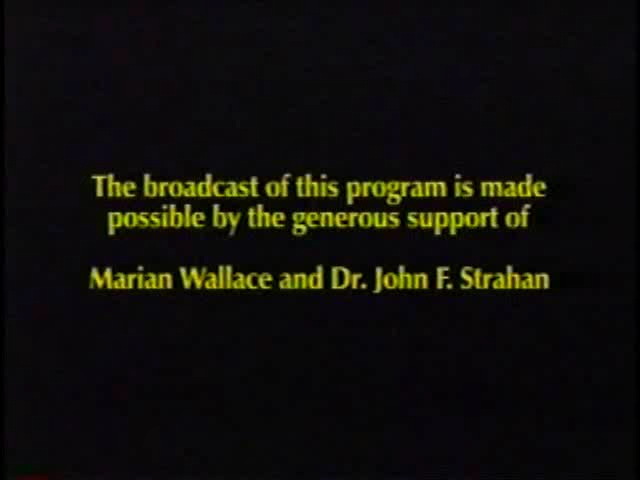 The broadcast of this program is made
possible by the generous support of
Marian Wallace and Dr. John F. Strahan